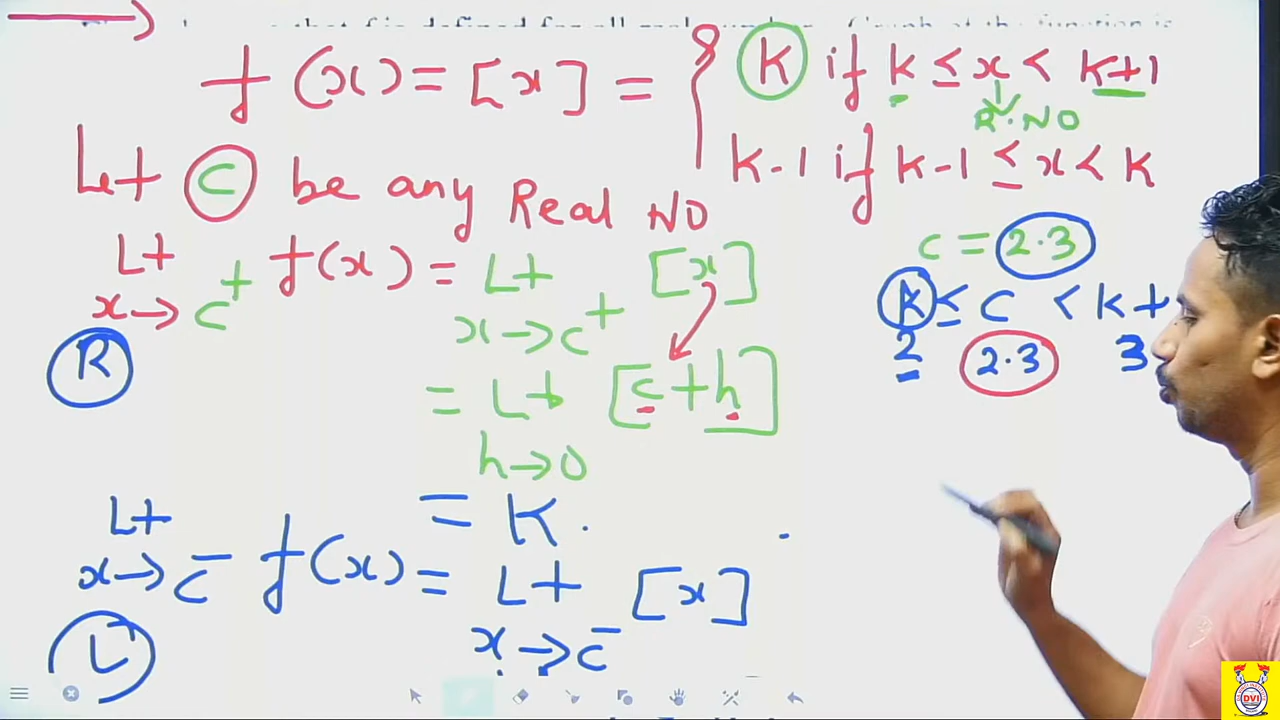 f(x) = [x] = { K if k ≤ x < k+1
R.NO
K-1 if K-1 ≤ x < K
Let C be any Real NO
C = 2.3
Lt x→C+ f(x) = Lt x→C+ [x]
K ≤ C < K+
2 2.3 3
R
= Lt h→0 [c+h]
= K.
Lt x→C- f(x) = Lt x→C- [x]
L
DVI